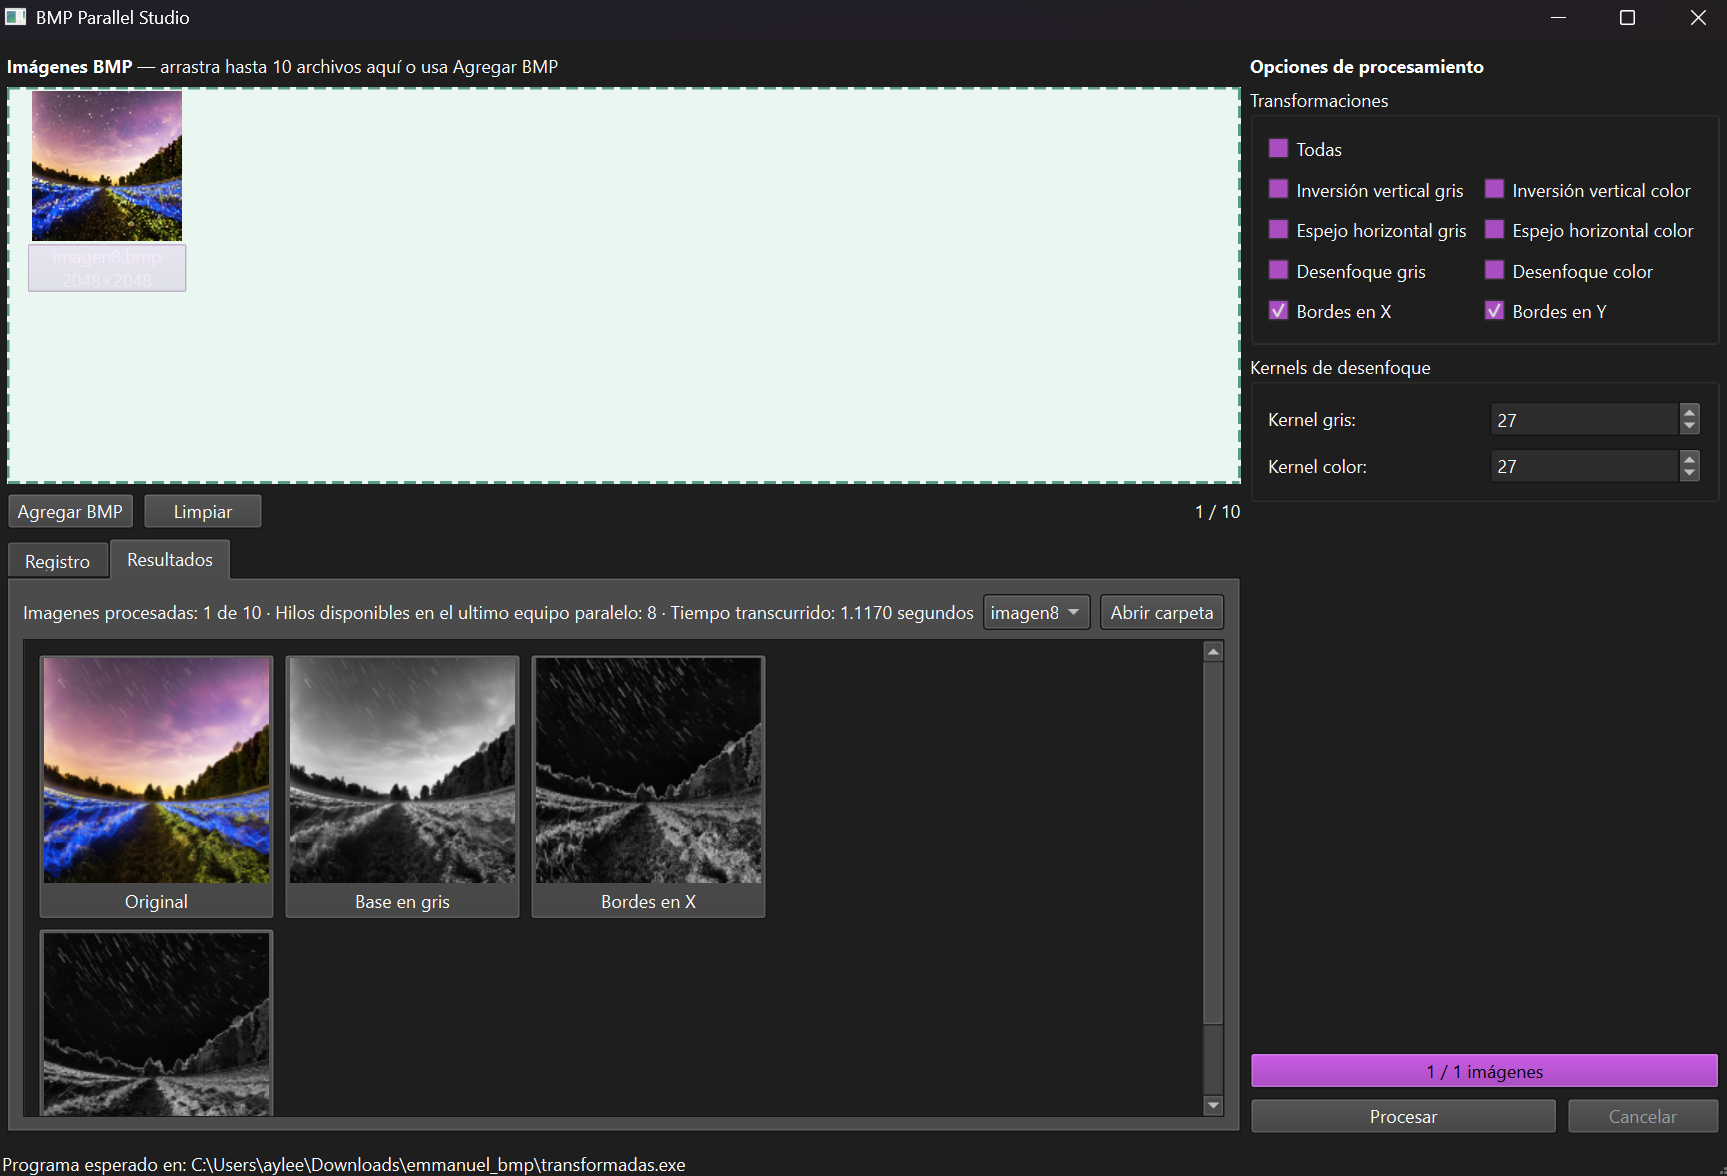 BMP Parallel Studio
Imágenes BMP — arrastra hasta 10 archivos aquí o usa Agregar BMP
imagen8.bmp
2048×2048
Agregar BMP
Limpiar
1 / 10
Registro
Resultados
Imagenes procesadas: 1 de 10 · Hilos disponibles en el ultimo equipo paralelo: 8 · Tiempo transcurrido: 1.1170 segundos
imagen8
Abrir carpeta
Original
Base en gris
Bordes en X
Opciones de procesamiento
Transformaciones
Todas
Inversión vertical gris
Inversión vertical color
Espejo horizontal gris
Espejo horizontal color
Desenfoque gris
Desenfoque color
Bordes en X
Bordes en Y
Kernels de desenfoque
Kernel gris:
27
Kernel color:
27
1 / 1 imágenes
Procesar
Cancelar
Programa esperado en: C:\Users\aylee\Downloads\emmanuel_bmp\transformadas.exe